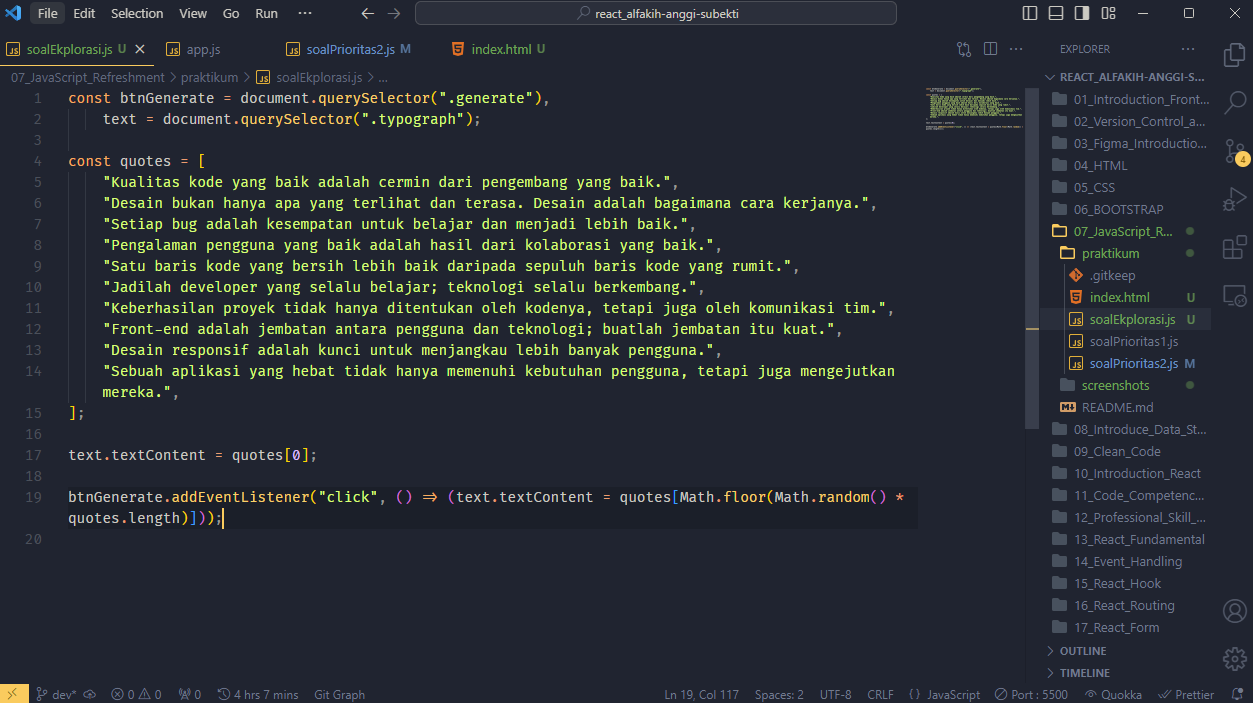 File Edit Selection View Go Run ··· ← → react_alfakih-anggi-subekti
soalEkplorasi.js U × app.js soalPrioritas2.js M index.html U ···
07_JavaScript_Refreshment > praktikum > soalEkplorasi.js > ...
1 const btnGenerate = document.querySelector(".generate"),
2 text = document.querySelector(".typograph");
3
4 const quotes = [
5 "Kualitas kode yang baik adalah cermin dari pengembang yang baik.",
6 "Desain bukan hanya apa yang terlihat dan terasa. Desain adalah bagaimana cara kerjanya.",
7 "Setiap bug adalah kesempatan untuk belajar dan menjadi lebih baik.",
8 "Pengalaman pengguna yang baik adalah hasil dari kolaborasi yang baik.",
9 "Satu baris kode yang bersih lebih baik daripada sepuluh baris kode yang rumit.",
10 "Jadilah developer yang selalu belajar; teknologi selalu berkembang.",
11 "Keberhasilan proyek tidak hanya ditentukan oleh kodenya, tetapi juga oleh komunikasi tim.",
12 "Front-end adalah jembatan antara pengguna dan teknologi; buatlah jembatan itu kuat.",
13 "Desain responsif adalah kunci untuk menjangkau lebih banyak pengguna.",
14 "Sebuah aplikasi yang hebat tidak hanya memenuhi kebutuhan pengguna, tetapi juga mengejutkan
mereka.",
15 ];
16
17 text.textContent = quotes[0];
18
19 btnGenerate.addEventListener("click", () => (text.textContent = quotes[Math.floor(Math.random() *
quotes.length)]));
20
EXPLORER ···
REACT_ALFAKIH-ANGGI-S...
01_Introduction_Front...
02_Version_Control_a...
03_Figma_Introductio...
04_HTML
05_CSS
06_BOOTSTRAP
07_JavaScript_R...
praktikum
.gitkeep
index.html U
soalEkplorasi.js U
soalPrioritas1.js
soalPrioritas2.js M
screenshots
README.md
08_Introduce_Data_St...
09_Clean_Code
10_Introduction_React
11_Code_Competenc...
12_Professional_Skill_...
13_React_Fundamental
14_Event_Handling
15_React_Hook
16_React_Routing
17_React_Form
OUTLINE
TIMELINE
4
dev* 0 0 0 4 hrs 7 mins Git Graph Ln 19, Col 117 Spaces: 2 UTF-8 CRLF {} JavaScript Port : 5500 Quokka Prettier